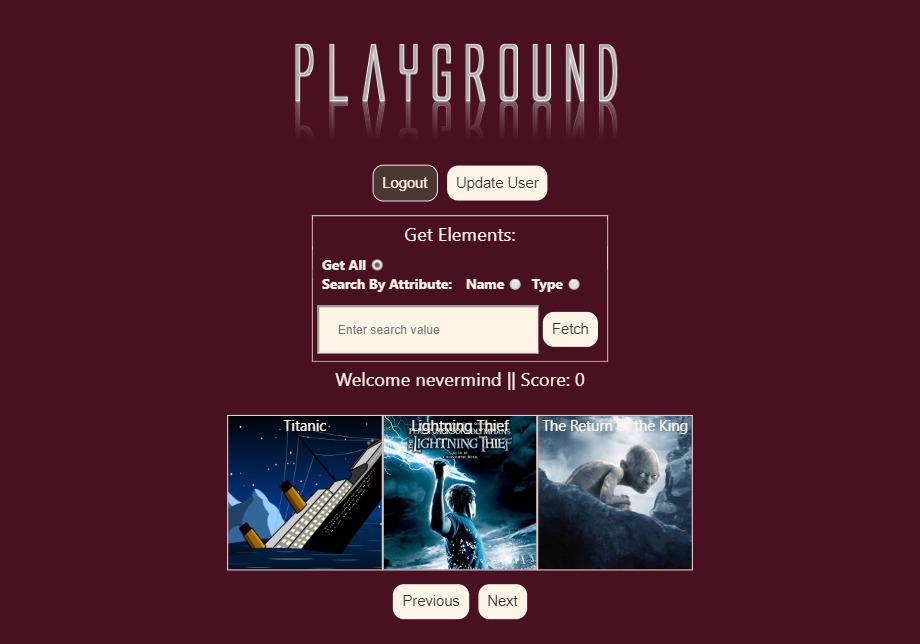 PLAYGROUND
Logout
Update User
Get Elements:
Get All
Search By Attribute: Name Type
Enter search value
Fetch
Welcome nevermind || Score: 0
Titanic
Lightning Thief
The Return of the King
LIGHTNING THIEF
Previous
Next